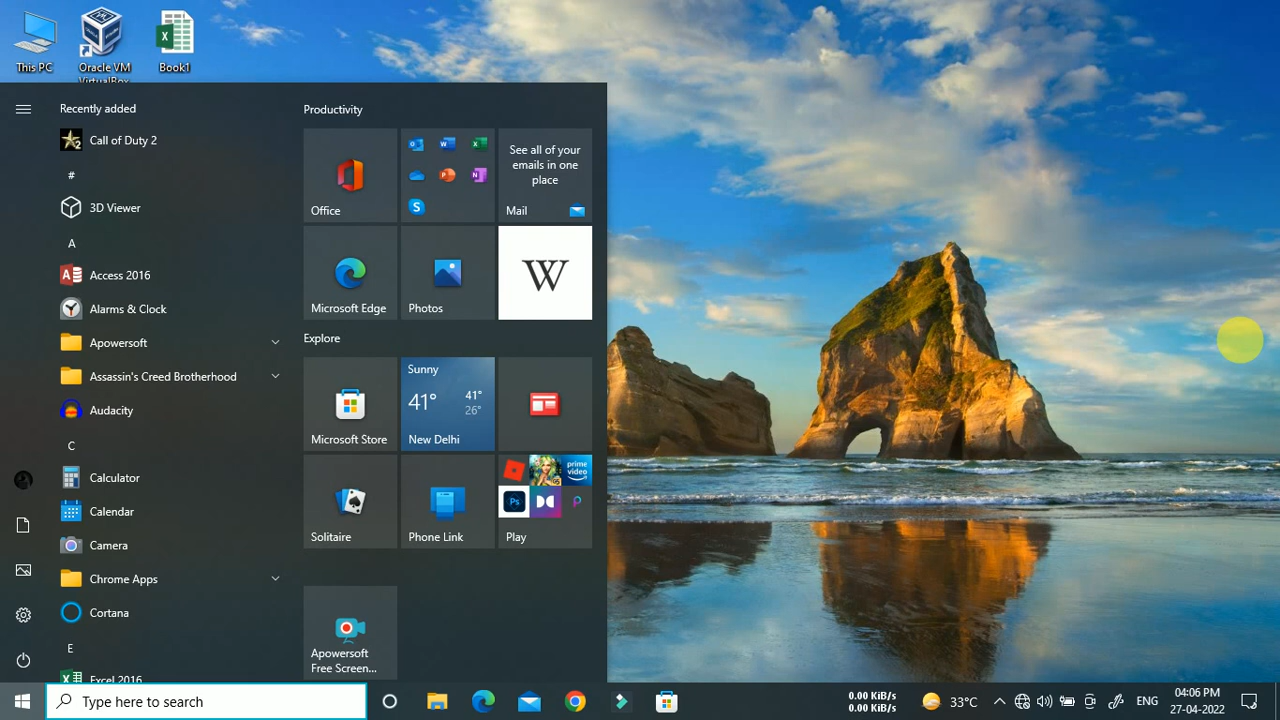 This PC
Oracle VM
VirtualBox
Book1
Recently added
Call of Duty 2
#
3D Viewer
A
Access 2016
Alarms & Clock
Apowersoft
Assassin's Creed Brotherhood
Audacity
C
Calculator
Calendar
Camera
Chrome Apps
Cortana
E
Excel 2016
Productivity
Office
See all of your
emails in one
place
Mail
Microsoft Edge
Photos
W
Explore
Microsoft Store
Sunny
41°
41°
26°
New Delhi
Solitaire
Phone Link
prime
video
Ps
Play
Apowersoft
Free Screen...
Type here to search
0.00 KiB/s
0.00 KiB/s
33°C
ENG
04:06 PM
27-04-2022